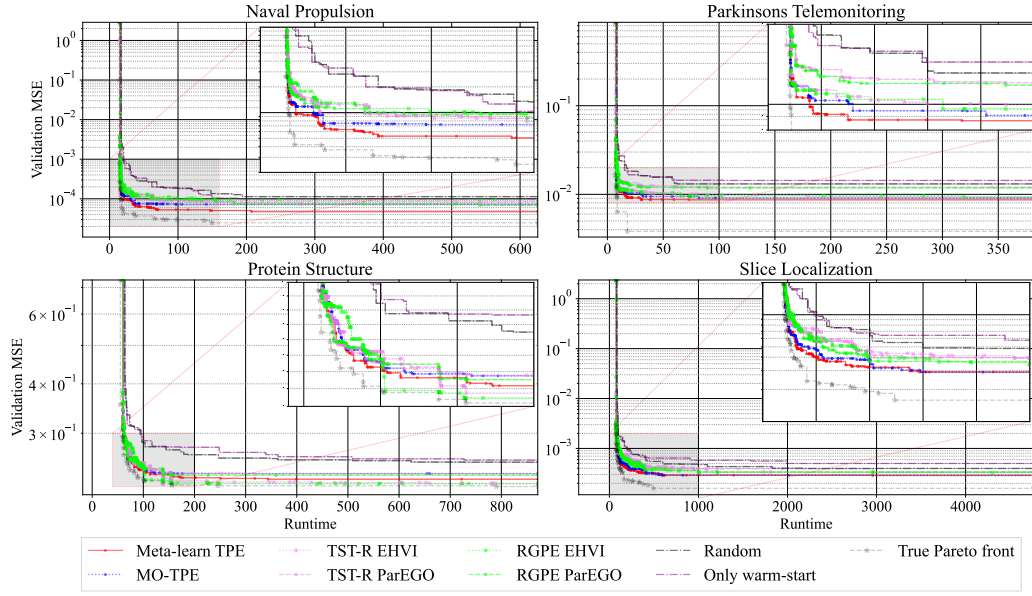 Naval Propulsion
Parkinsons Telemonitoring
Validation MSE
10⁰
10⁻¹
10⁻²
10⁻³
10⁻⁴
0 100 200 300 400 500 600
10⁻¹
10⁻²
0 50 100 150 200 250 300 350
Protein Structure
Slice Localization
Validation MSE
6 × 10⁻¹
4 × 10⁻¹
3 × 10⁻¹
0 100 200 300 400 500 600 700 800
Runtime
10⁰
10⁻¹
10⁻²
10⁻³
0 1000 2000 3000 4000
Runtime
Meta-learn TPE TST-R EHVI RGPE EHVI Random True Pareto front
MO-TPE TST-R ParEGO RGPE ParEGO Only warm-start